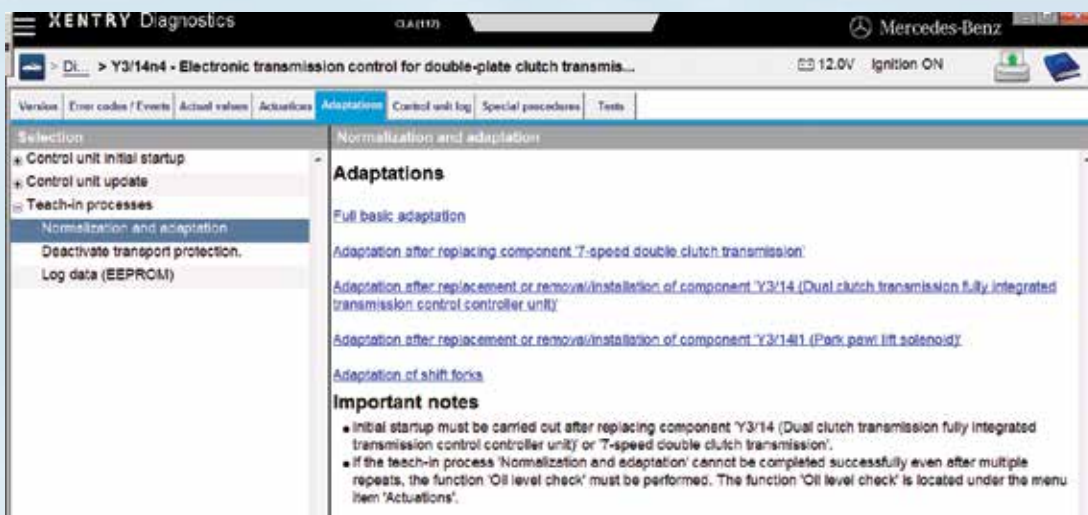 XENTRY Diagnostics CLA(117) Mercedes-Benz
> Di... > Y3/14n4 - Electronic transmission control for double-plate clutch transmis... 12.0V Ignition ON
Version Error codes / Events Actual values Actuations Adaptations Control unit log Special procedures Tests
Selection Normalization and adaptation
Control unit initial startup
Control unit update
Teach-in processes
Normalization and adaptation
Deactivate transport protection.
Log data (EEPROM)
Adaptations
Full basic adaptation
Adaptation after replacing component '7-speed double clutch transmission'
Adaptation after replacement or removal/installation of component 'Y3/14 (Dual clutch transmission fully integrated
transmission control controller unit)'
Adaptation after replacement or removal/installation of component 'Y3/14l1 (Park pawl lift solenoid)'
Adaptation of shift forks
Important notes
• Initial startup must be carried out after replacing component 'Y3/14 (Dual clutch transmission fully integrated
transmission control controller unit)' or '7-speed double clutch transmission'.
• If the teach-in process 'Normalization and adaptation' cannot be completed successfully even after multiple
repeats, the function 'Oil level check' must be performed. The function 'Oil level check' is located under the menu
item 'Actuations'.